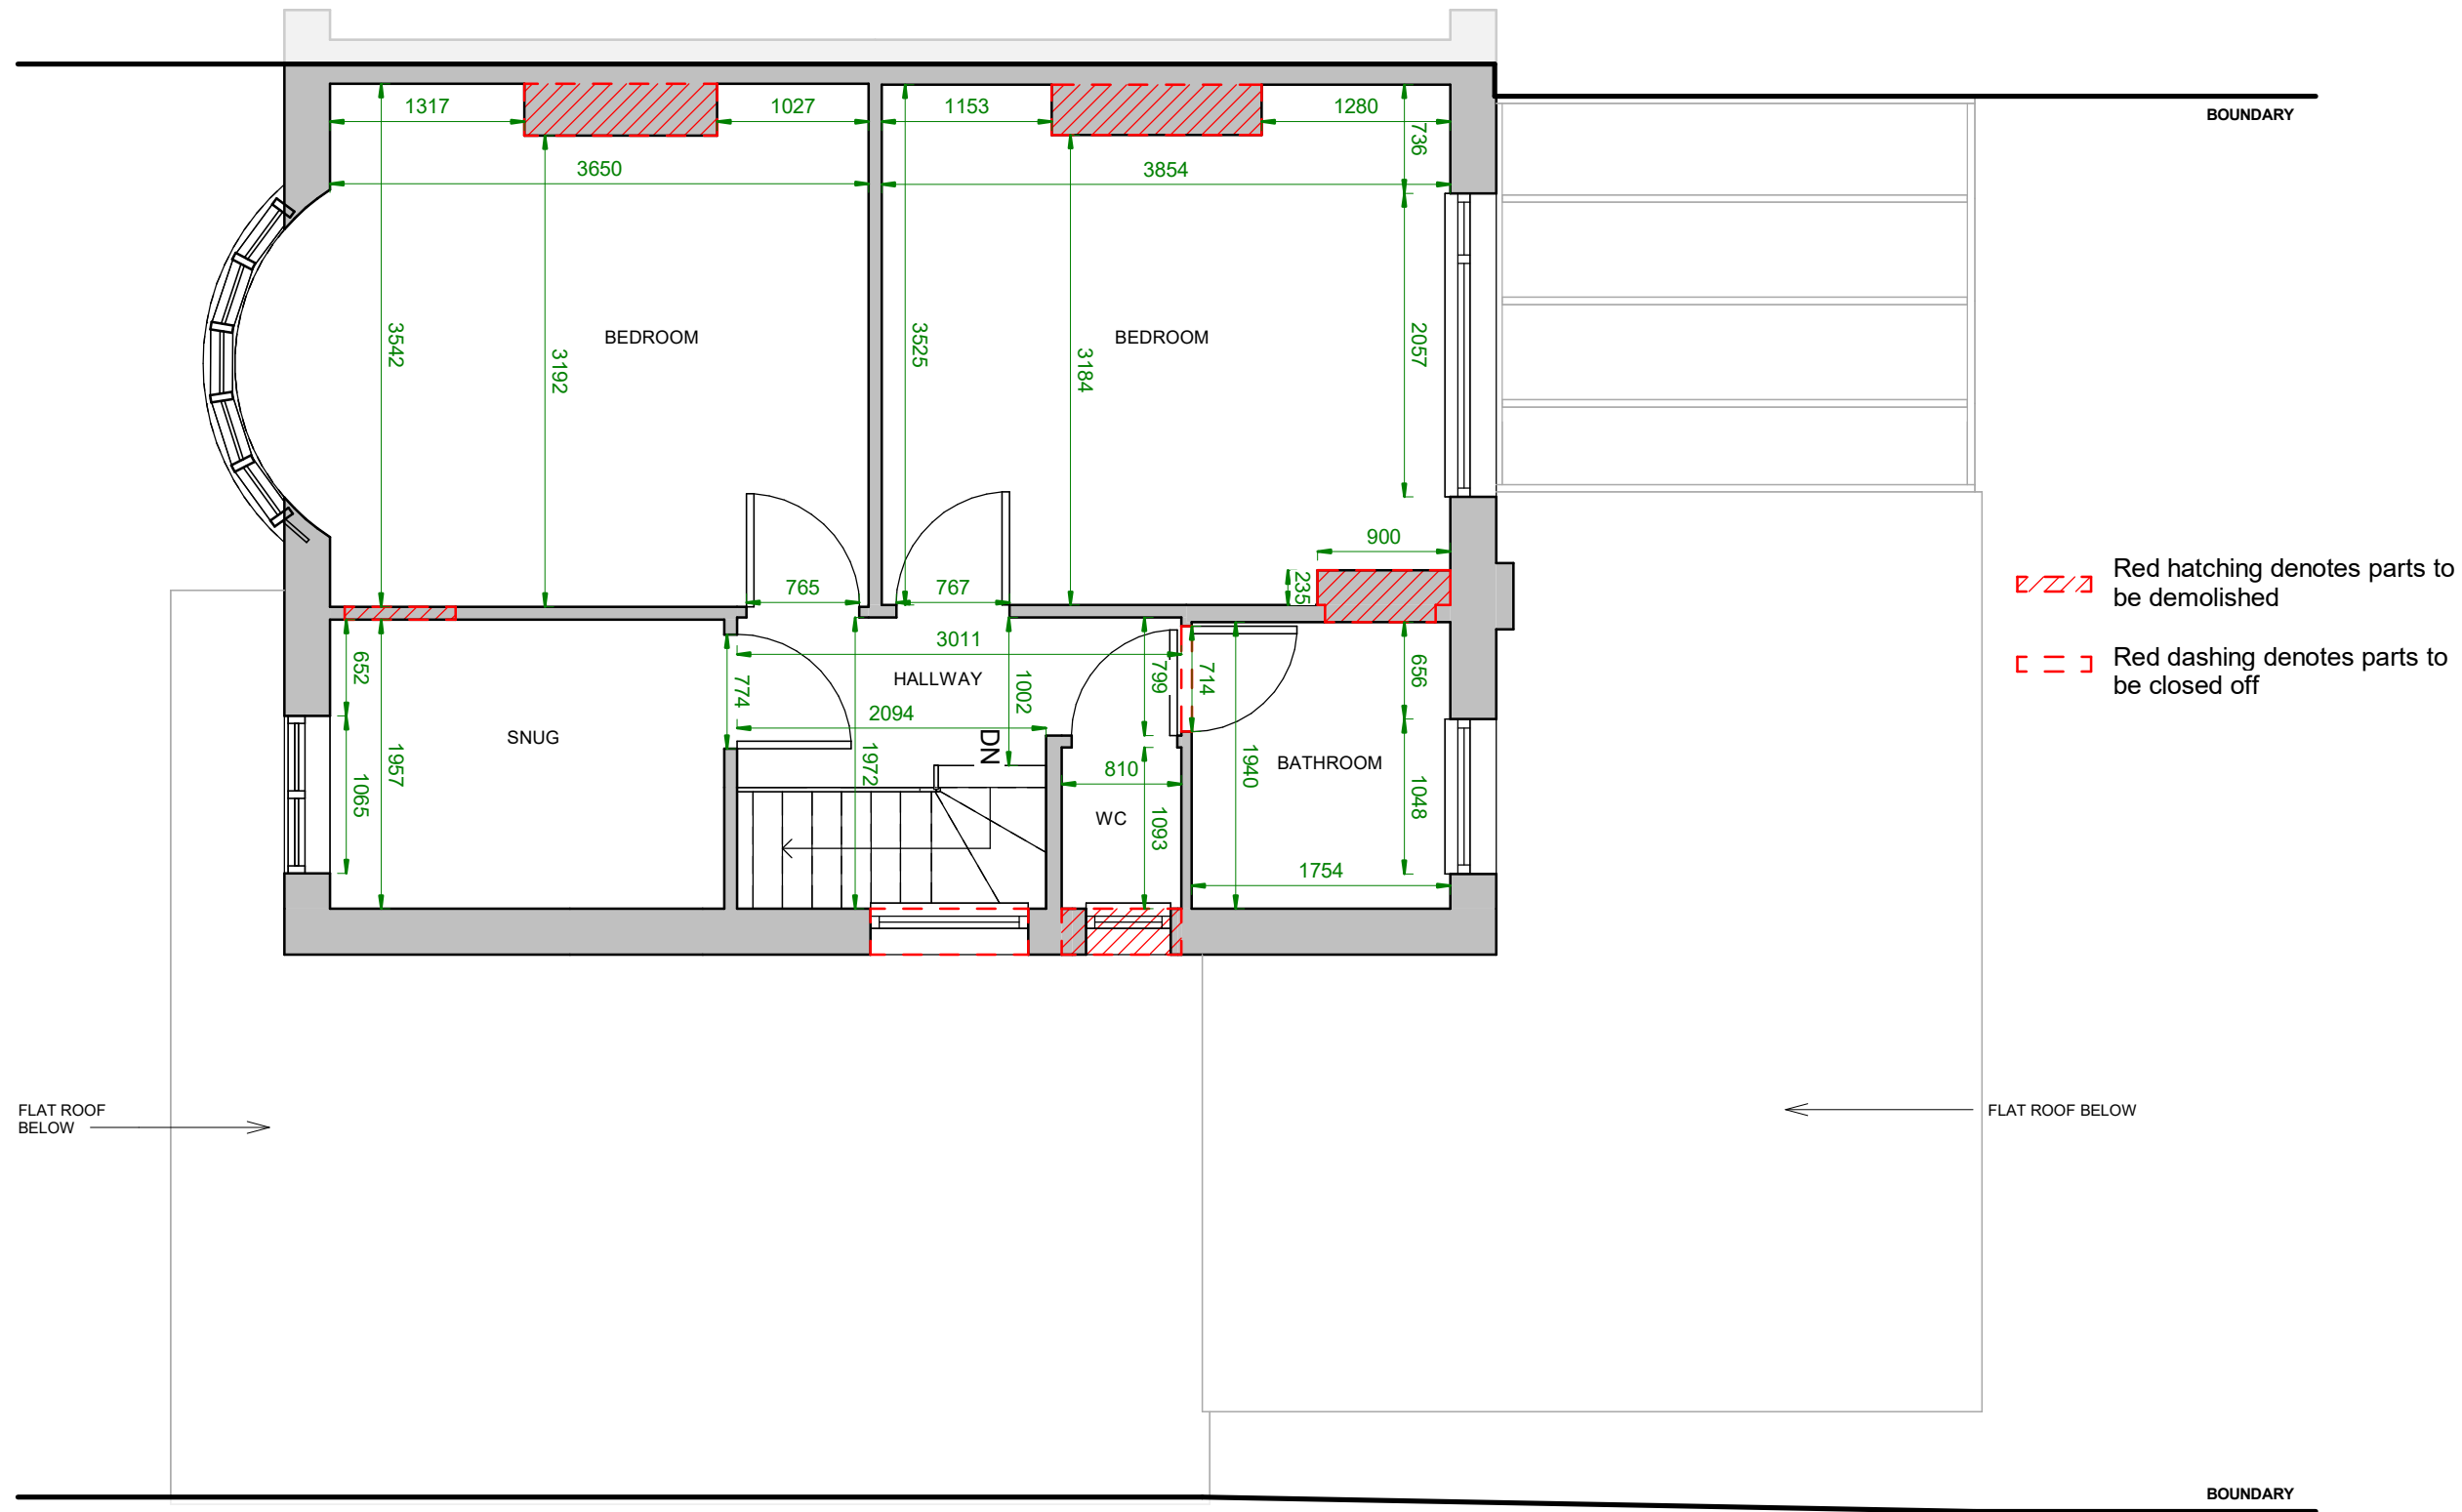 BOUNDARY
1317
1027
1153
1280
736
3650
3854
3542
3192
3525
3184
2057
BEDROOM
BEDROOM
900
235
765
767
Red hatching denotes parts to
be demolished
Red dashing denotes parts to
be closed off
652
774
3011
HALLWAY
1002
799
714
656
2094
SNUG
DN
1957
1065
1972
810
1940
BATHROOM
1048
WC
1093
1754
FLAT ROOF
BELOW
FLAT ROOF BELOW
BOUNDARY